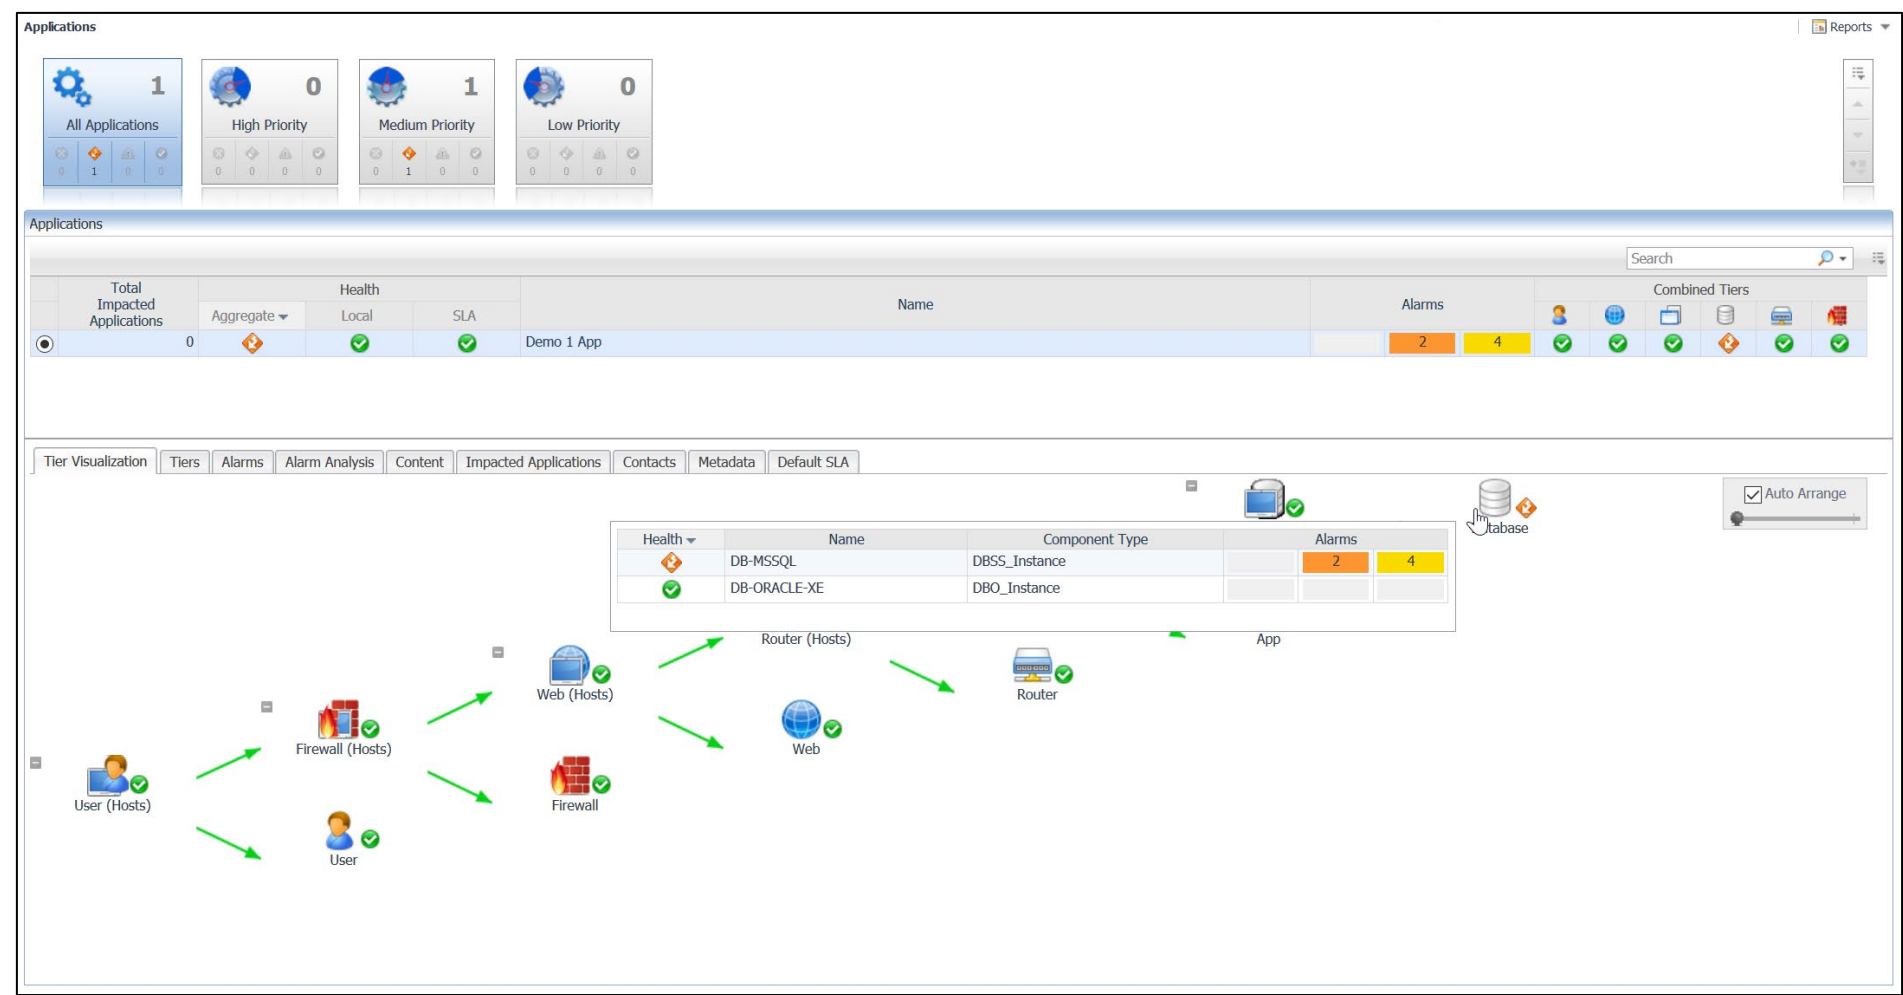 Applications
Reports
1
All Applications
0 1 0 0
0
High Priority
0 0 0 0
1
Medium Priority
0 1 0 0
0
Low Priority
0 0 0 0
Applications
Search
Total Impacted Applications
Health
Name
Alarms
Combined Tiers
Aggregate Local SLA
0 Demo 1 App 2 4
Tier Visualization Tiers Alarms Alarm Analysis Content Impacted Applications Contacts Metadata Default SLA
Auto Arrange
tabase
Health Name Component Type Alarms
DB-MSSQL DBSS_Instance 2 4
DB-ORACLE-XE DBO_Instance
Router (Hosts)
App
Web (Hosts)
Router
Firewall (Hosts)
Web
User (Hosts)
Firewall
User